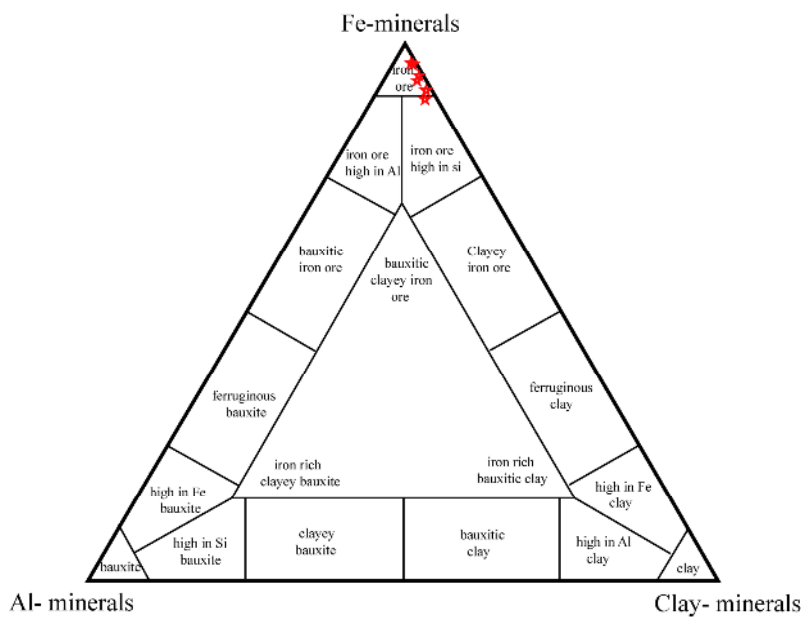 Fe-minerals
iron
ore
iron ore
high in Al
iron ore
high in si
bauxitic
iron ore
bauxitic
clayey iron
ore
Clayey
iron ore
ferruginous
bauxite
ferruginous
clay
iron rich
clayey bauxite
iron rich
bauxitic clay
high in Fe
bauxite
high in Fe
clay
high in Si
bauxite
clayey
bauxite
bauxitic
clay
high in Al
clay
bauxite
clay
Al- minerals
Clay- minerals